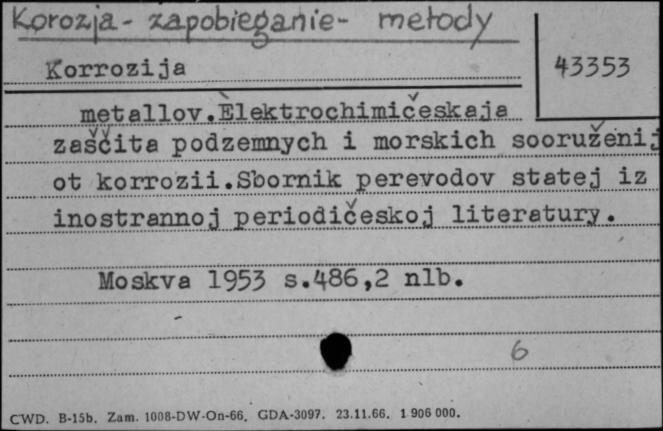 Korozja - zapobieganie - metody
Korrozija
43353
metallov.Èlektrochimičeskaja
zaščita podzemnych i morskich sooruženij
ot korrozii.Sbornik perevodov statej iz
inostrannoj periodičeskoj literatury.
Moskva 1953 s.486,2 nlb.
6
CWD. B-15b. Zam. 1008-DW-On-66. GDA-3097. 23.11.66. 1 906 000.